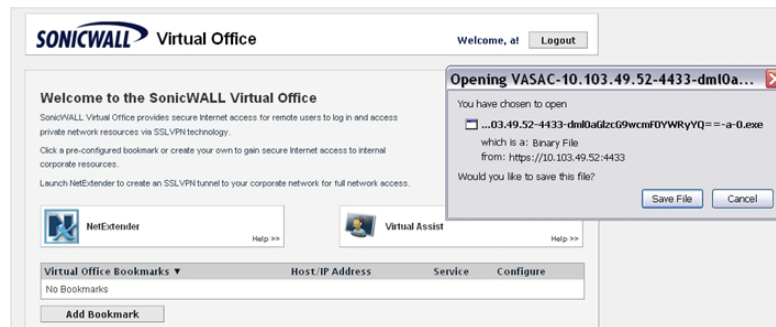 SONICWALL Virtual Office
Welcome, a!
Logout
Welcome to the SonicWALL Virtual Office
SonicWALL Virtual Office provides secure Internet access for remote users to log in and access
private network resources via SSLVPN technology.
Click a pre-configured bookmark or create your own to gain secure Internet access to internal
corporate resources.
Launch NetExtender to create an SSLVPN tunnel to your corporate network for full network access.
NetExtender
Help >>
Virtual Assist
Help >>
Virtual Office Bookmarks ▼ Host/IP Address Service Configure
No Bookmarks
Add Bookmark
Opening VASAC-10.103.49.52-4433-dml0a...
You have chosen to open
...03.49.52-4433-dml0aGlzcG9wcmF0YWRyYQ==-a-0.exe
which is a: Binary File
from: https://10.103.49.52:4433
Would you like to save this file?
Save File
Cancel